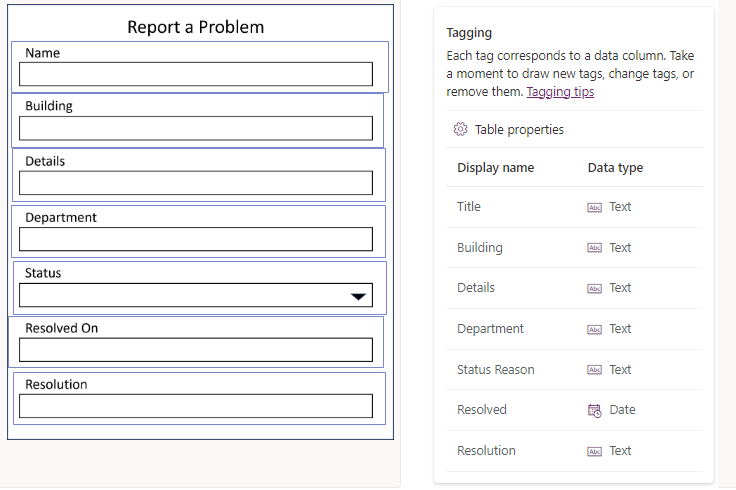 Report a Problem
Name
Building
Details
Department
Status
Resolved On
Resolution
Tagging
Each tag corresponds to a data column. Take
a moment to draw new tags, change tags, or
remove them. Tagging tips
Table properties
Display name Data type
Title Abc Text
Building Abc Text
Details Abc Text
Department Abc Text
Status Reason Abc Text
Resolved Date
Resolution Abc Text